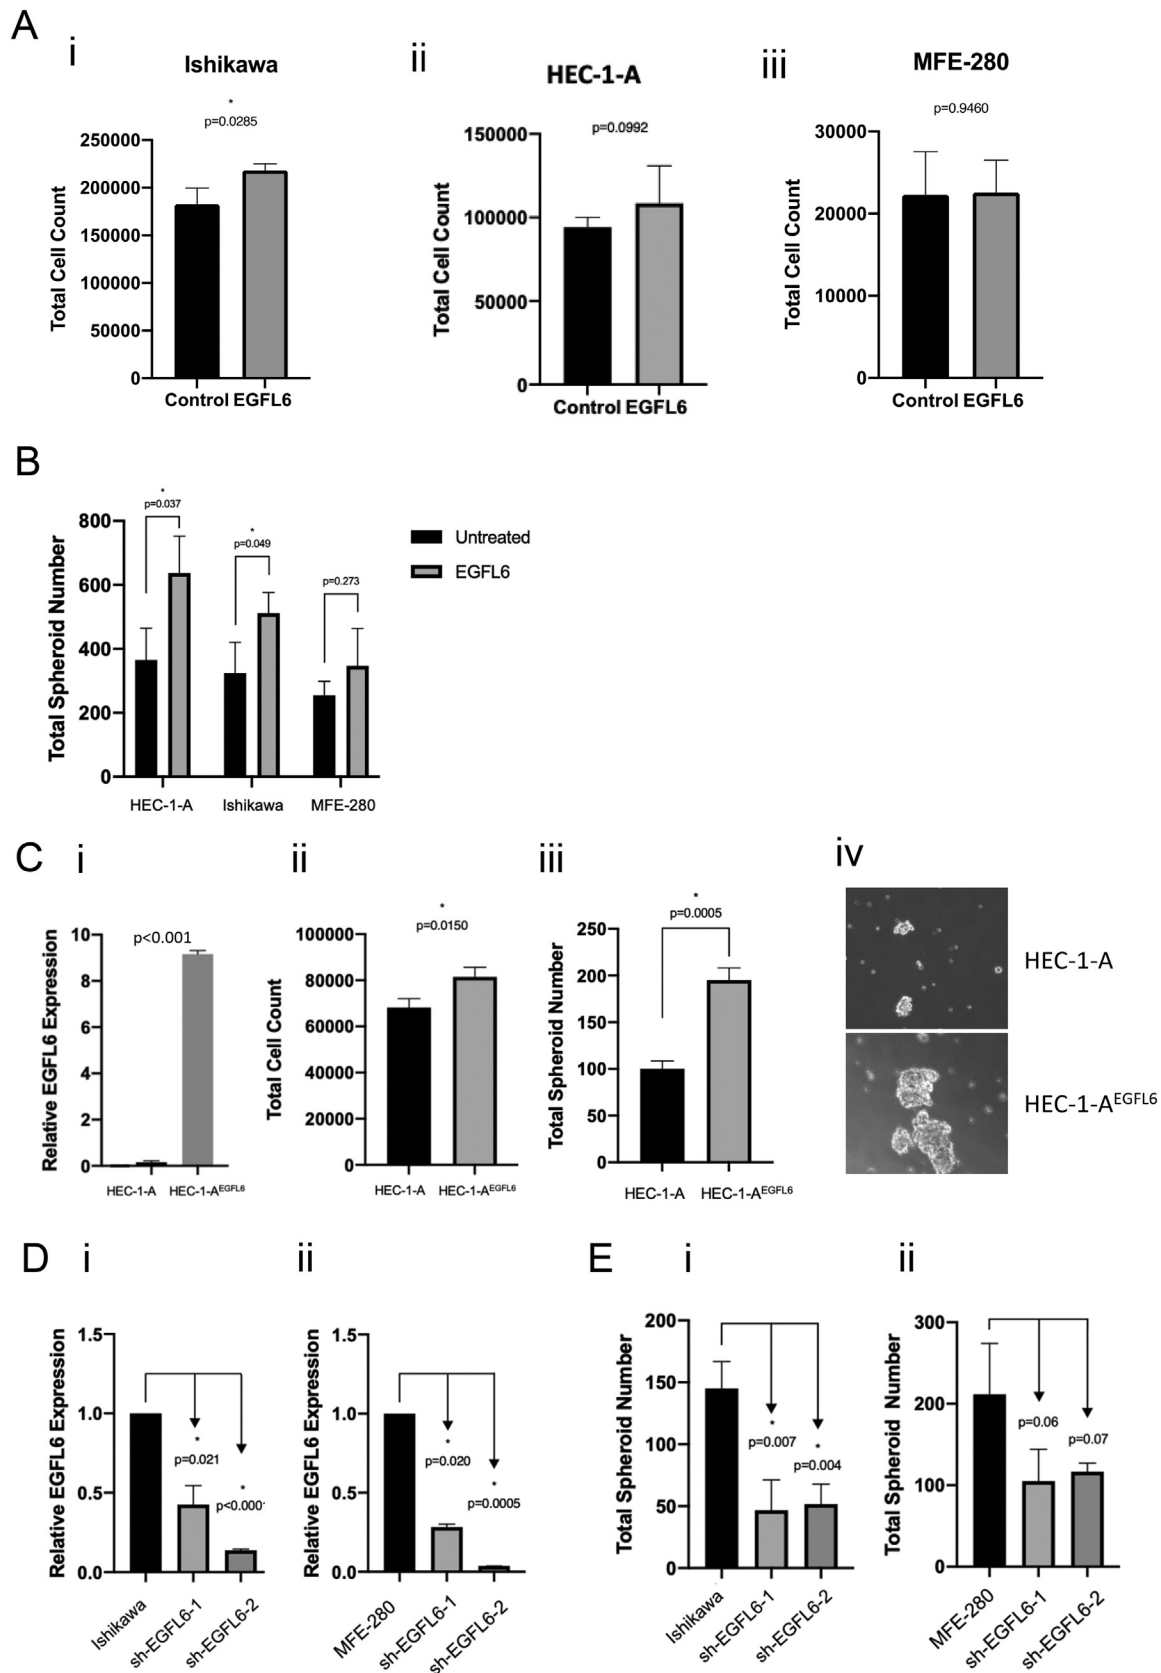 A
i
Ishikawa
*
p=0.0285
250000
200000
150000
100000
50000
0
Total Cell Count
Control EGFL6
ii
HEC-1-A
p=0.0992
150000
100000
50000
0
Total Cell Count
Control EGFL6
iii
MFE-280
p=0.9460
30000
20000
10000
0
Total Cell Count
Control EGFL6
B
*
p=0.037
*
p=0.049
p=0.273
800
600
400
200
0
Total Spheroid Number
HEC-1-A Ishikawa MFE-280
Untreated
EGFL6
C
i
p<0.001
10
8
6
4
2
0
Relative EGFL6 Expression
HEC-1-A HEC-1-A^EGFL6
ii
*
p=0.0150
100000
80000
60000
40000
20000
0
Total Cell Count
HEC-1-A HEC-1-A^EGFL6
iii
*
p=0.0005
250
200
150
100
50
0
Total Spheroid Number
HEC-1-A HEC-1-A^EGFL6
iv
HEC-1-A
HEC-1-A^EGFL6
D
i
1.5
1.0
0.5
0.0
Relative EGFL6 Expression
*
p=0.021
*
p<0.000
Ishikawa
sh-EGFL6-1
sh-EGFL6-2
ii
1.5
1.0
0.5
0.0
Relative EGFL6 Expression
*
p=0.020
*
p=0.0005
MFE-280
sh-EGFL6-1
sh-EGFL6-2
E
i
200
150
100
50
0
Total Spheroid Number
*
p=0.007
*
p=0.004
Ishikawa
sh-EGFL6-1
sh-EGFL6-2
ii
300
200
100
0
Total Spheroid Number
p=0.06
p=0.07
MFE-280
sh-EGFL6-1
sh-EGFL6-2